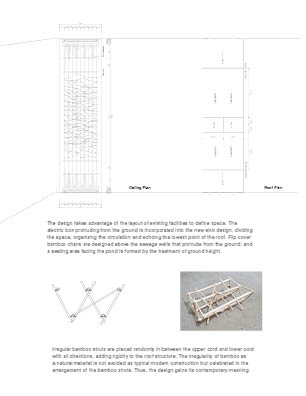 Ceiling Plan
Roof Plan
The design takes advantage of the layout of existing facilities to define space. The
electric box protruding from the ground is incorporated into the new sink design, dividing
the space, organizing the circulation and echoing the lowest point of the roof. Flip cover
bamboo chairs are designed above the sewage wells that protrude from the ground, and
a seating area facing the pond is formed by the treatment of ground height.
Irregular bamboo struts are placed randomly in between the upper cord and lower cord
with all directions, adding rigidity to the roof structure. The irregularity of bamboo as
a natural material is not avoided as typical modern construction but celebrated in the
arrangement of the bamboo struts. Thus, the design gains its contemporary meaning.